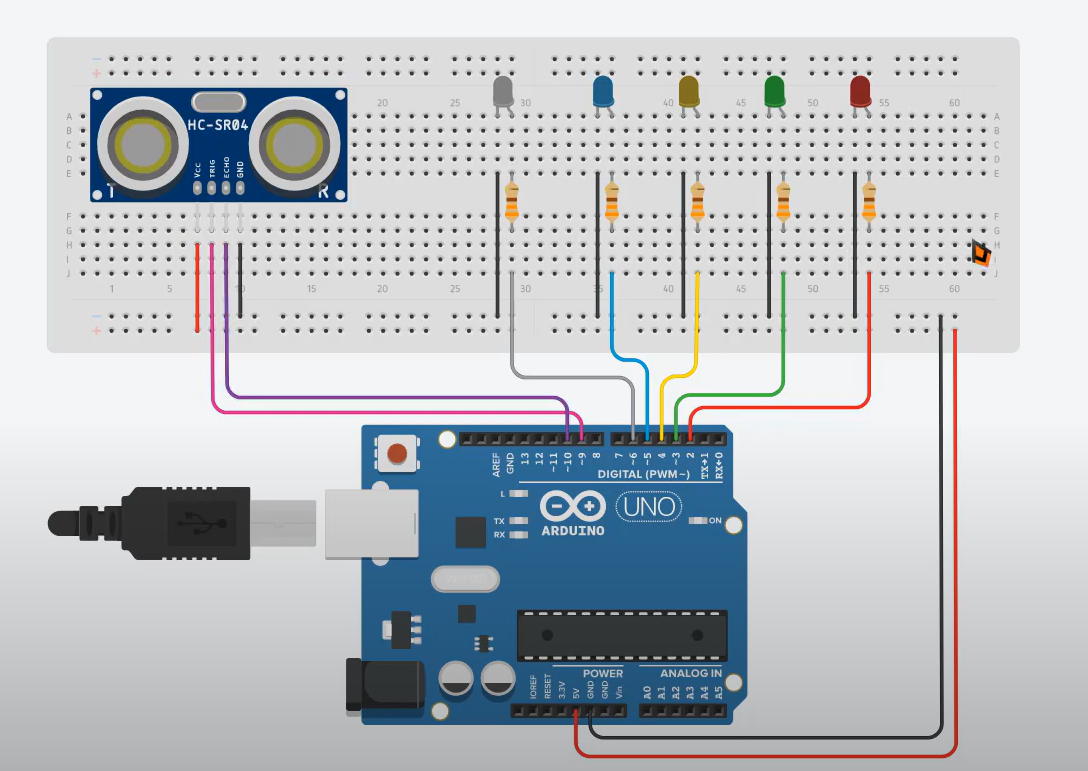 − −
+ +
20 25 30 40 45 50 55 60
A A
B B
C C
D D
E E
HC-SR04
VCC TRIG ECHO GND
T R
F F
G G
H H
I I
J J
1 5 10 15 20 25 30 35 40 45 50 55 60
− −
+ +
AREF GND 13 12 ~11 ~10 ~9 8 7 ~6 ~5 4 ~3 2 TX→1 RX←0
DIGITAL (PWM~)
L
TX
RX
UNO
ON
ARDUINO
POWER ANALOG IN
IOREF RESET 3.3V 5V GND GND Vin A0 A1 A2 A3 A4 A5